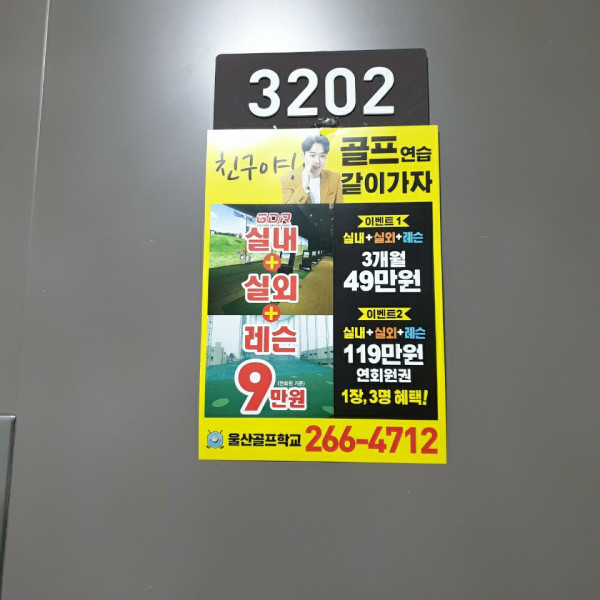 3202
친구야!
골프연습
같이가자
GDR
실내
+
실외
+
레슨
9만원
이벤트1
실내+실외+레슨
3개월
49만원
이벤트2
실내+실외+레슨
119만원
연회원권
1장, 3명 혜택!
울산골프학교 266-4712